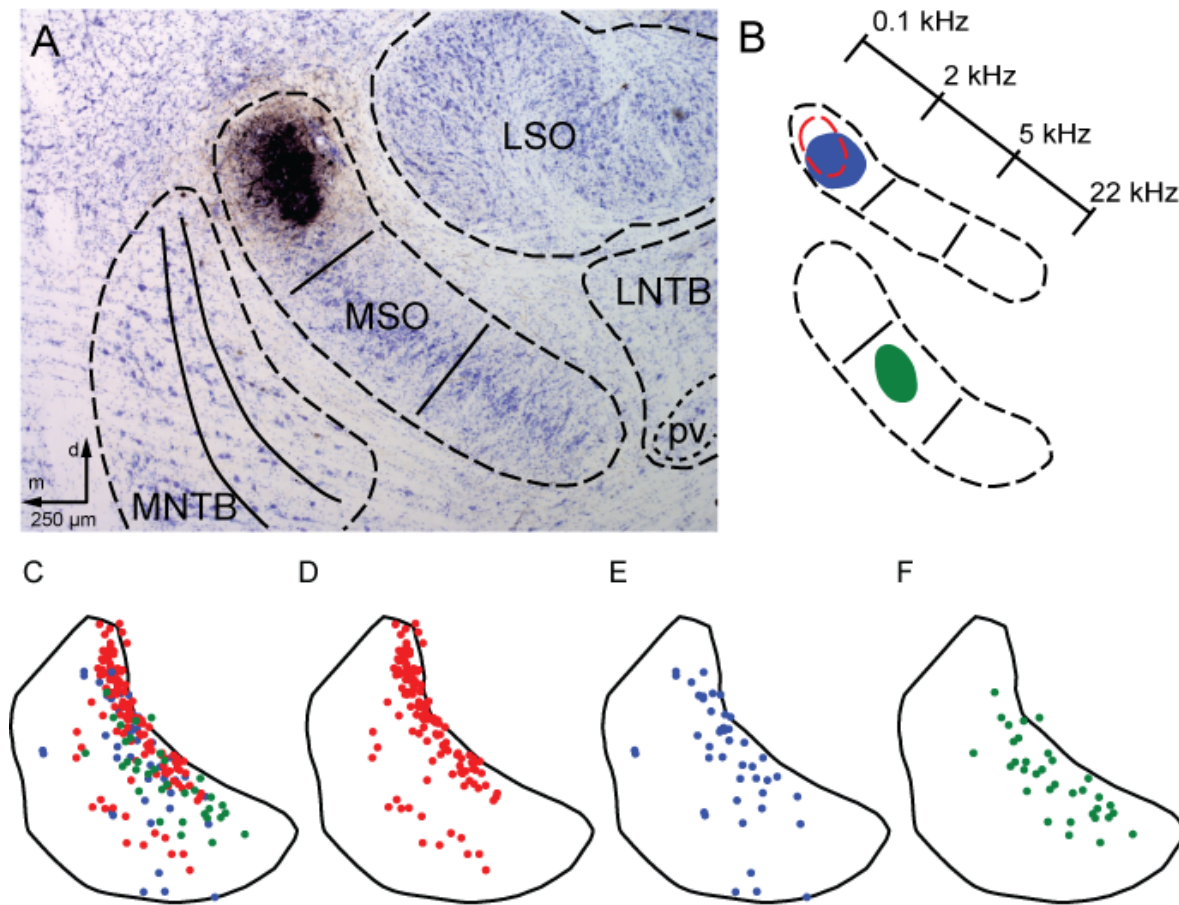 A
LSO
MSO
LNTB
pv
MNTB
d
m
250 µm
B
0.1 kHz
2 kHz
5 kHz
22 kHz
C
D
E
F